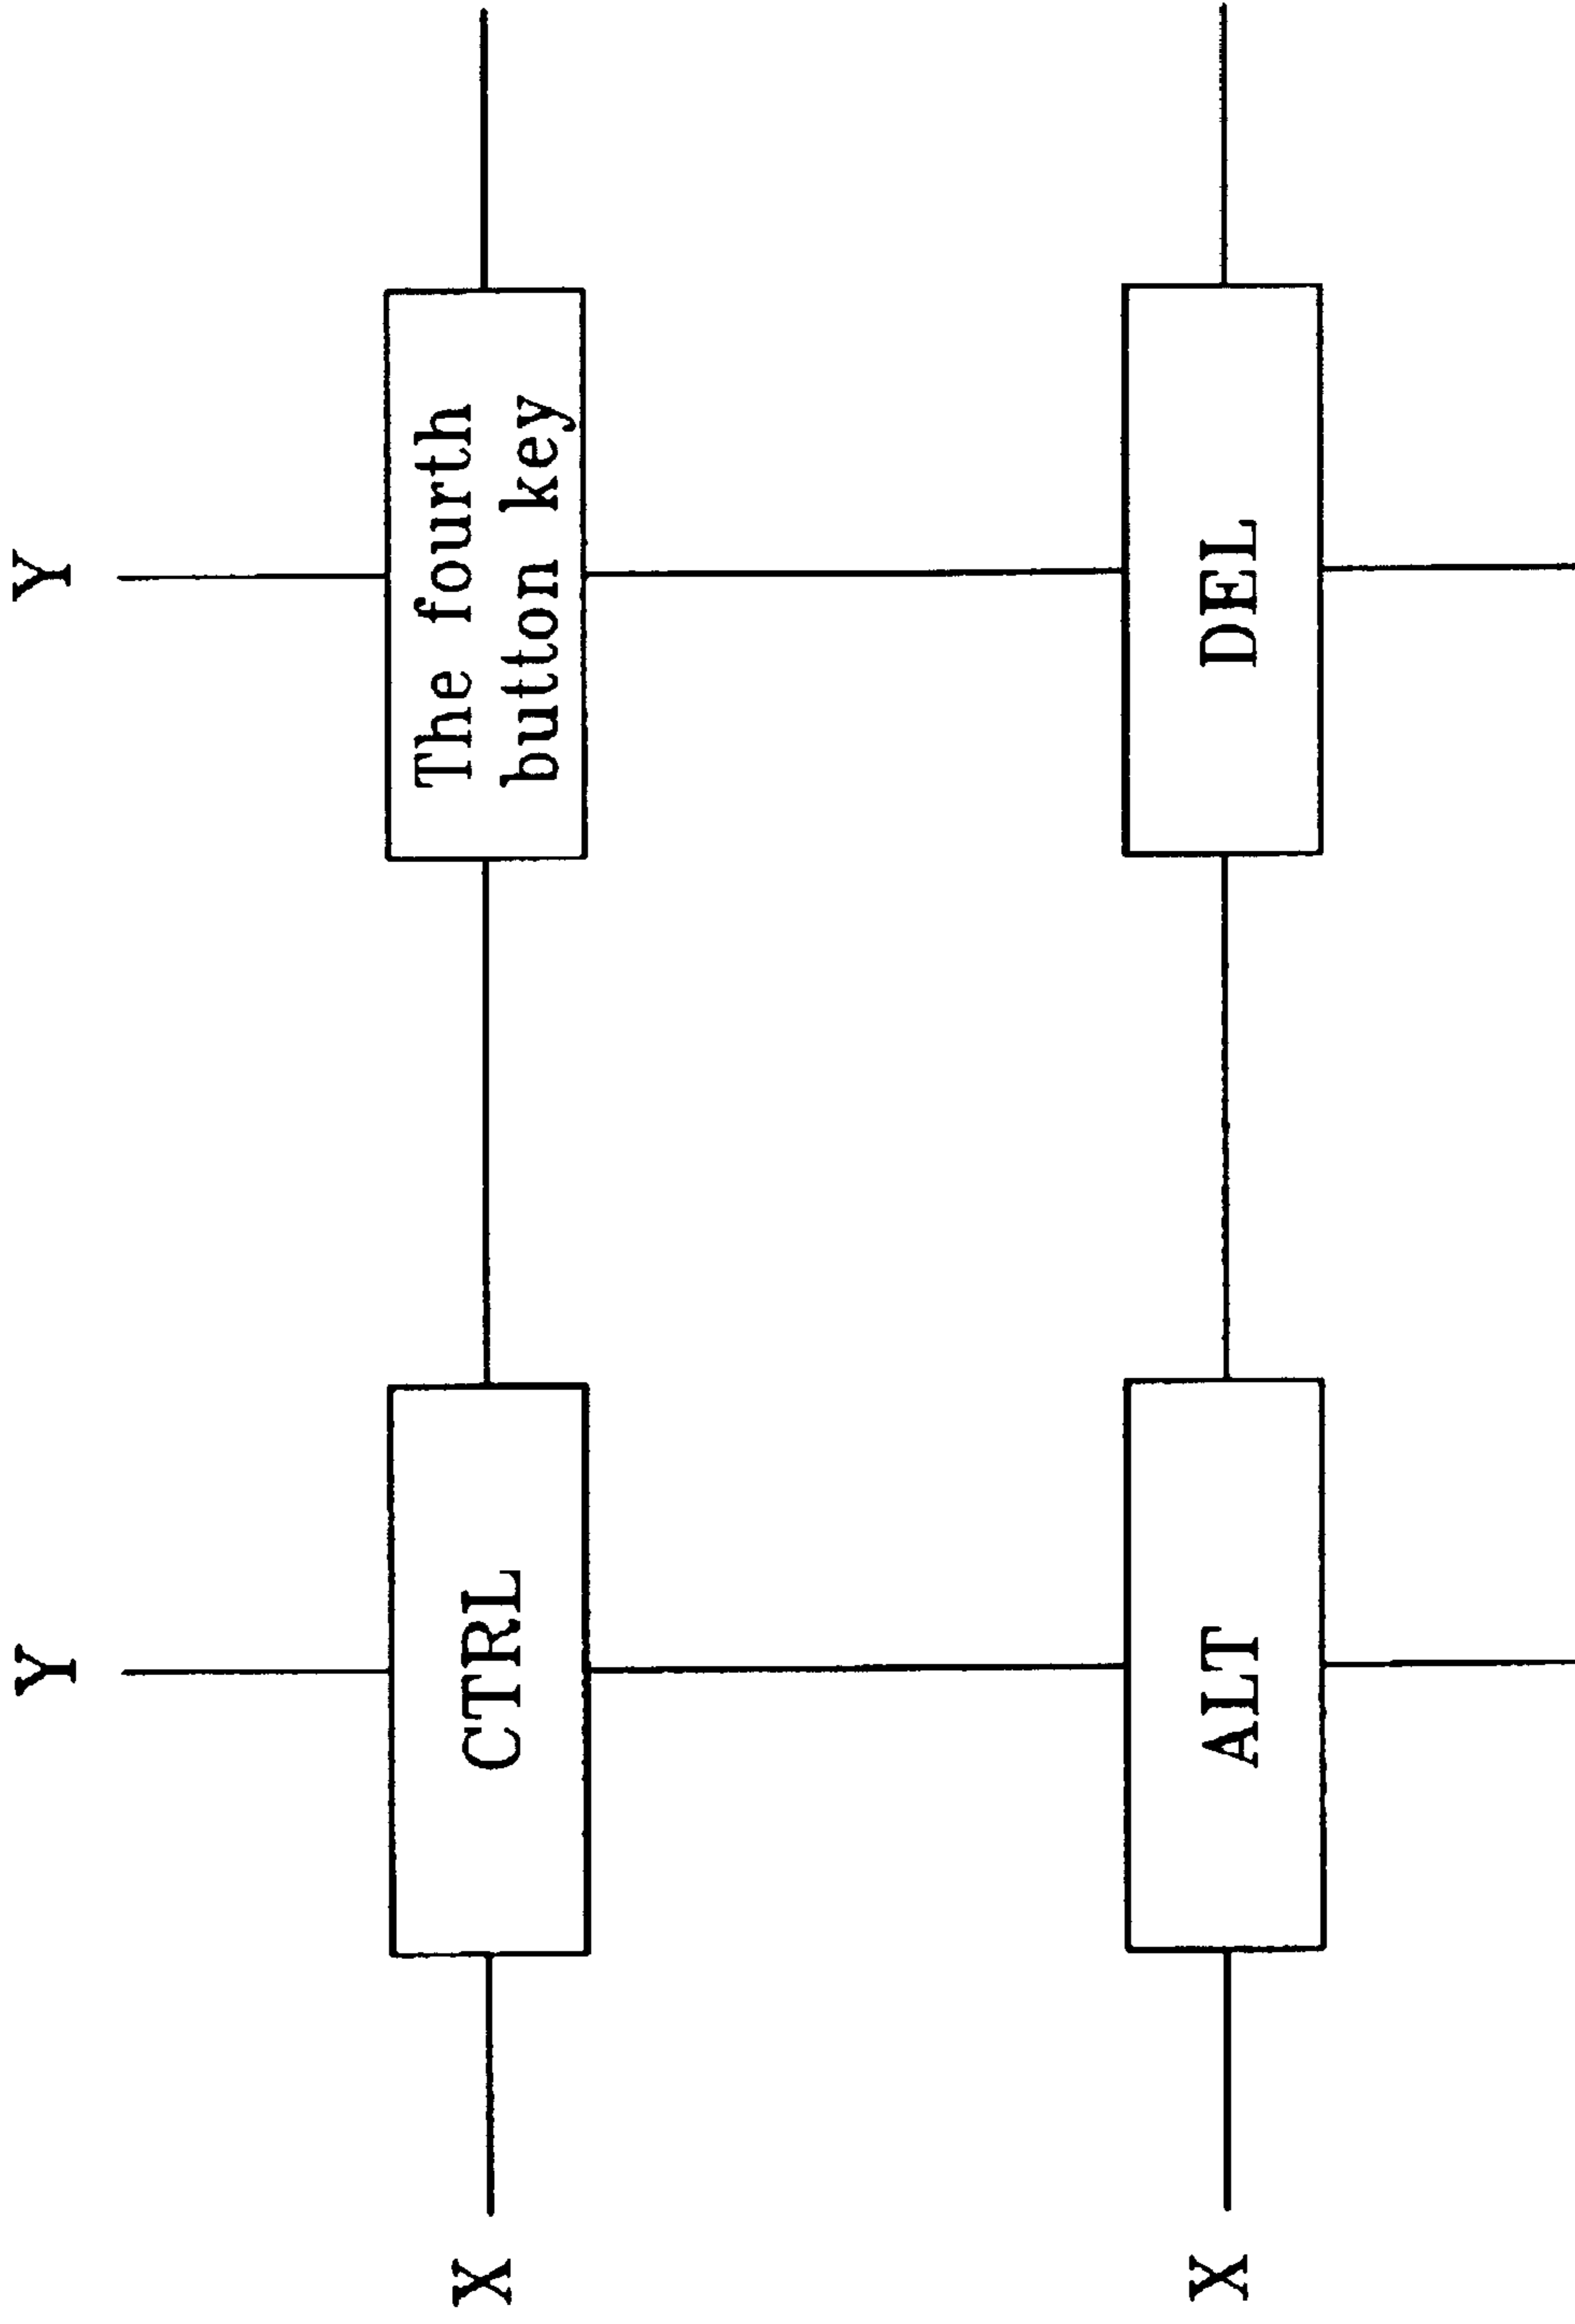 Y
Y
X
CTRL
The fourth
button key
X
ALT
DEL